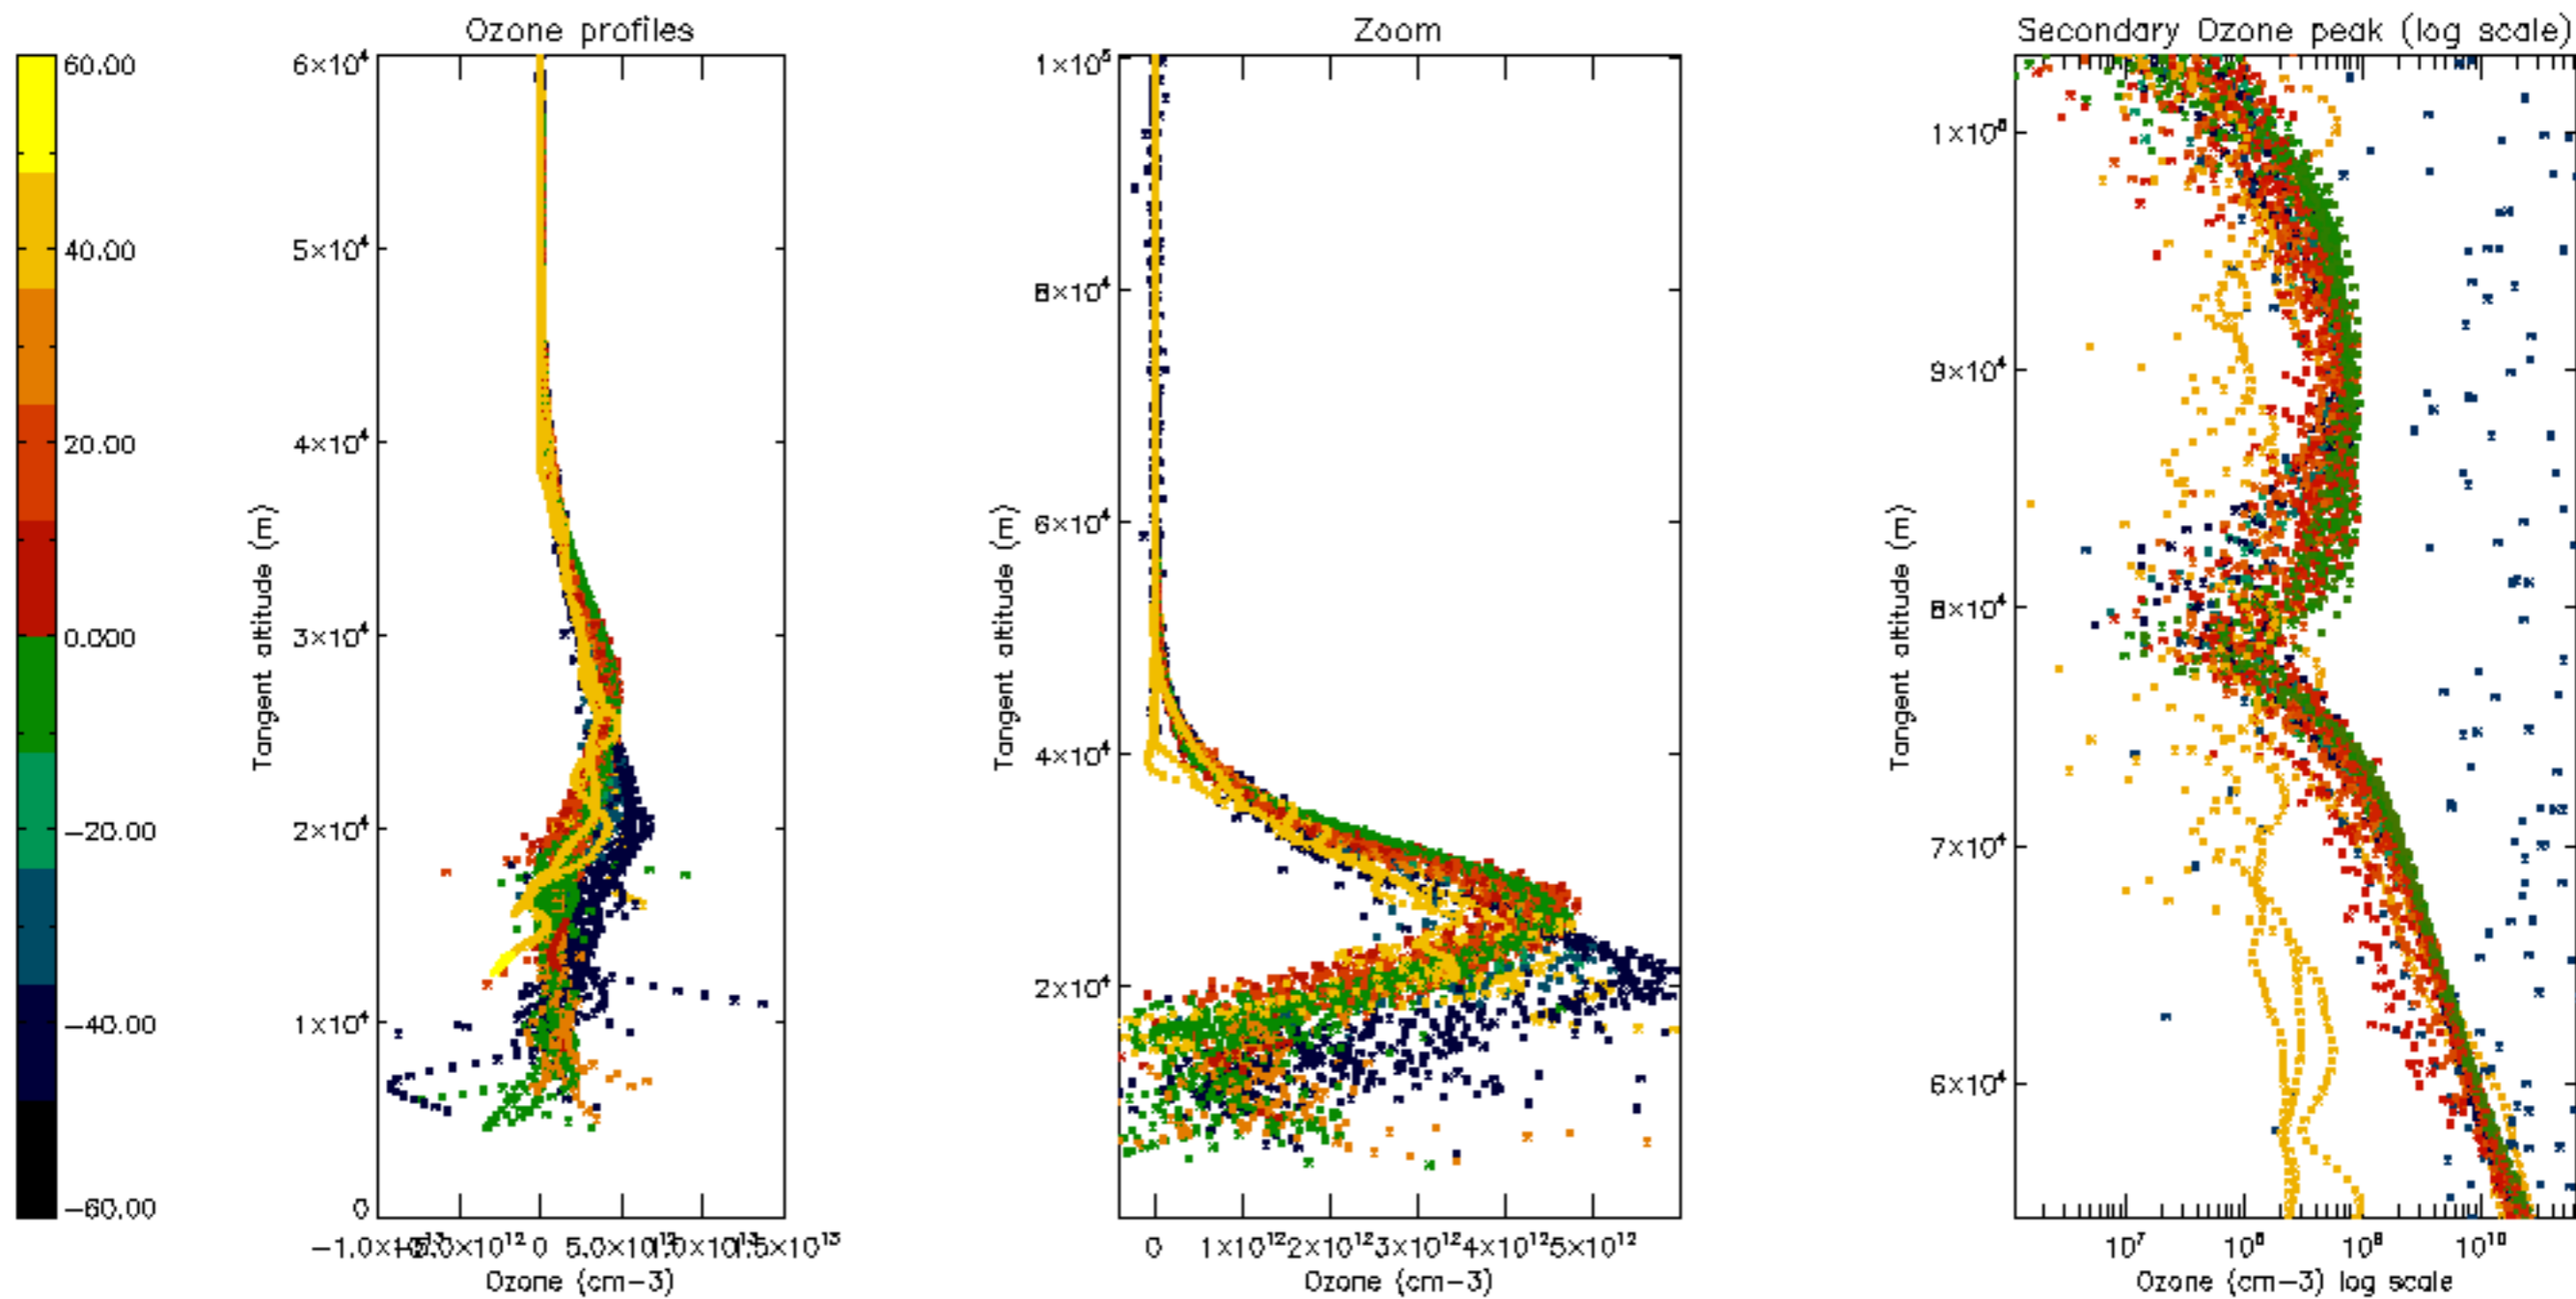 Ozone profiles
Zoom
Secondary Ozone peak (log scale)
60.00
40.00
20.00
0.000
-20.00
-40.00
-60.00
6×10⁴
5×10⁴
4×10⁴
3×10⁴
2×10⁴
1×10⁴
0
Tangent altitude (m)
5.0×10¹²
0
Ozone (cm-3)
1×10⁵
8×10⁴
6×10⁴
4×10⁴
2×10⁴
Tangent altitude (m)
0 1×10¹² 2×10¹² 3×10¹² 4×10¹² 5×10¹²
Ozone (cm-3)
9×10⁴
8×10⁴
7×10⁴
6×10⁴
Tangent altitude (m)
10⁷ 10⁸ 10⁹ 10¹⁰
Ozone (cm-3) log scale